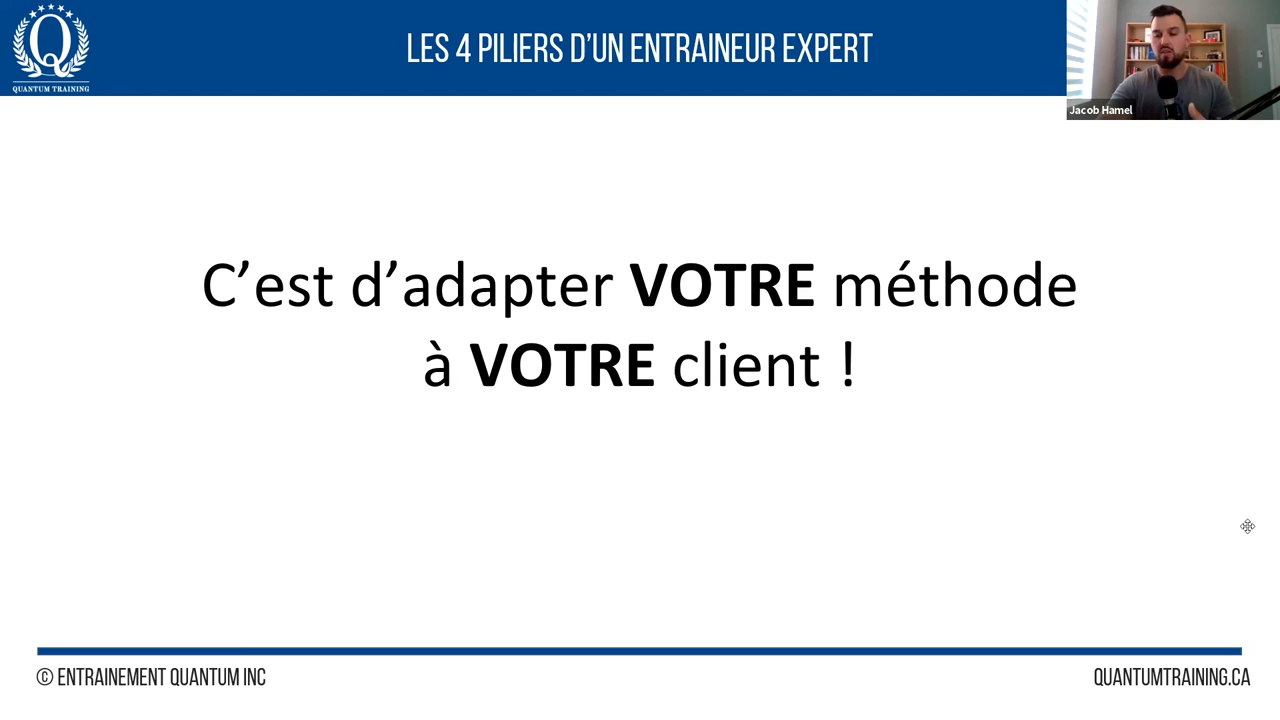 LES 4 PILIERS D'UN ENTRAINEUR EXPERT
Q
QUANTUM TRAINING
Jacob Hamel
C'est d'adapter VOTRE méthode
à VOTRE client !
© ENTRAINEMENT QUANTUM INC
QUANTUMTRAINING.CA